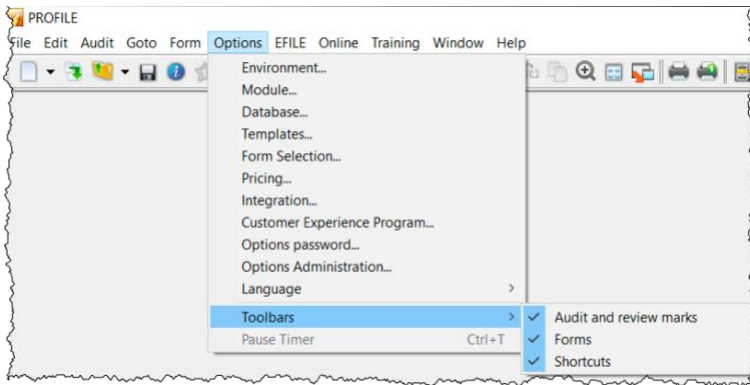 PROFILE
File Edit Audit Goto Form Options EFILE Online Training Window Help
Environment...
Module...
Database...
Templates...
Form Selection...
Pricing...
Integration...
Customer Experience Program...
Options password...
Options Administration...
Language >
Toolbars >
Audit and review marks
Pause Timer Ctrl+T
Forms
Shortcuts